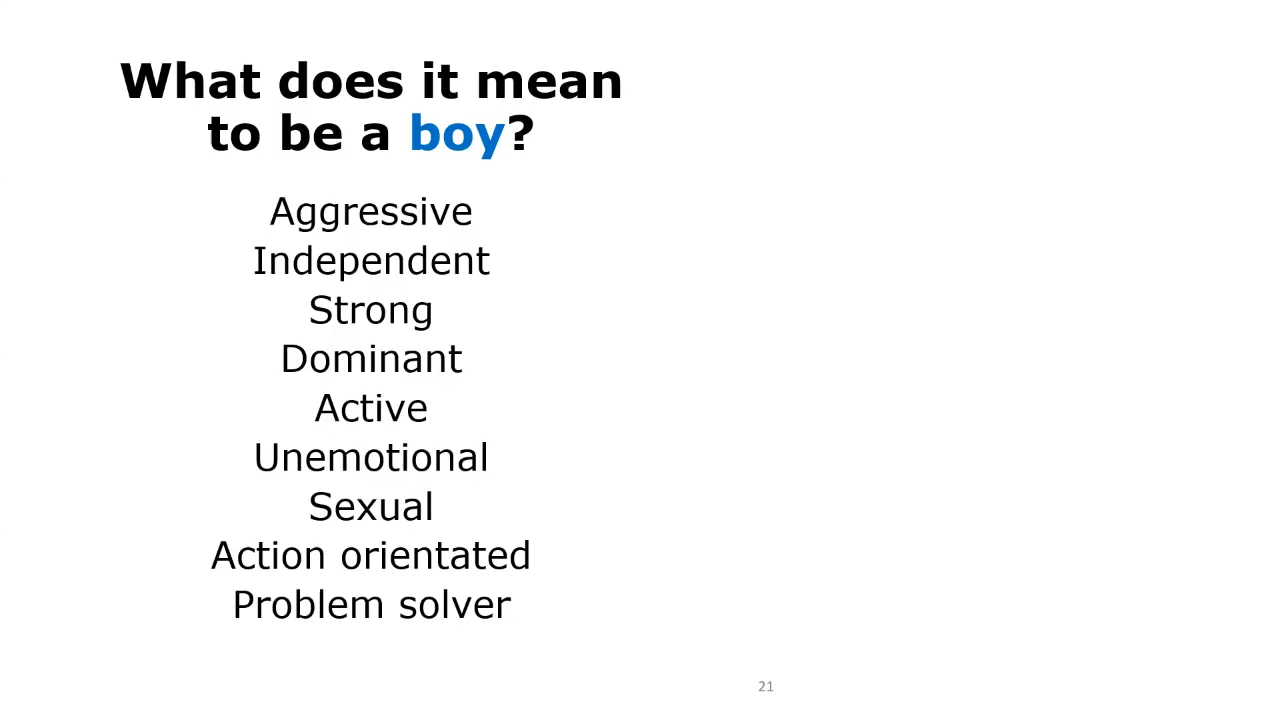 What does it mean
to be a boy?
Aggressive
Independent
Strong
Dominant
Active
Unemotional
Sexual
Action orientated
Problem solver
21